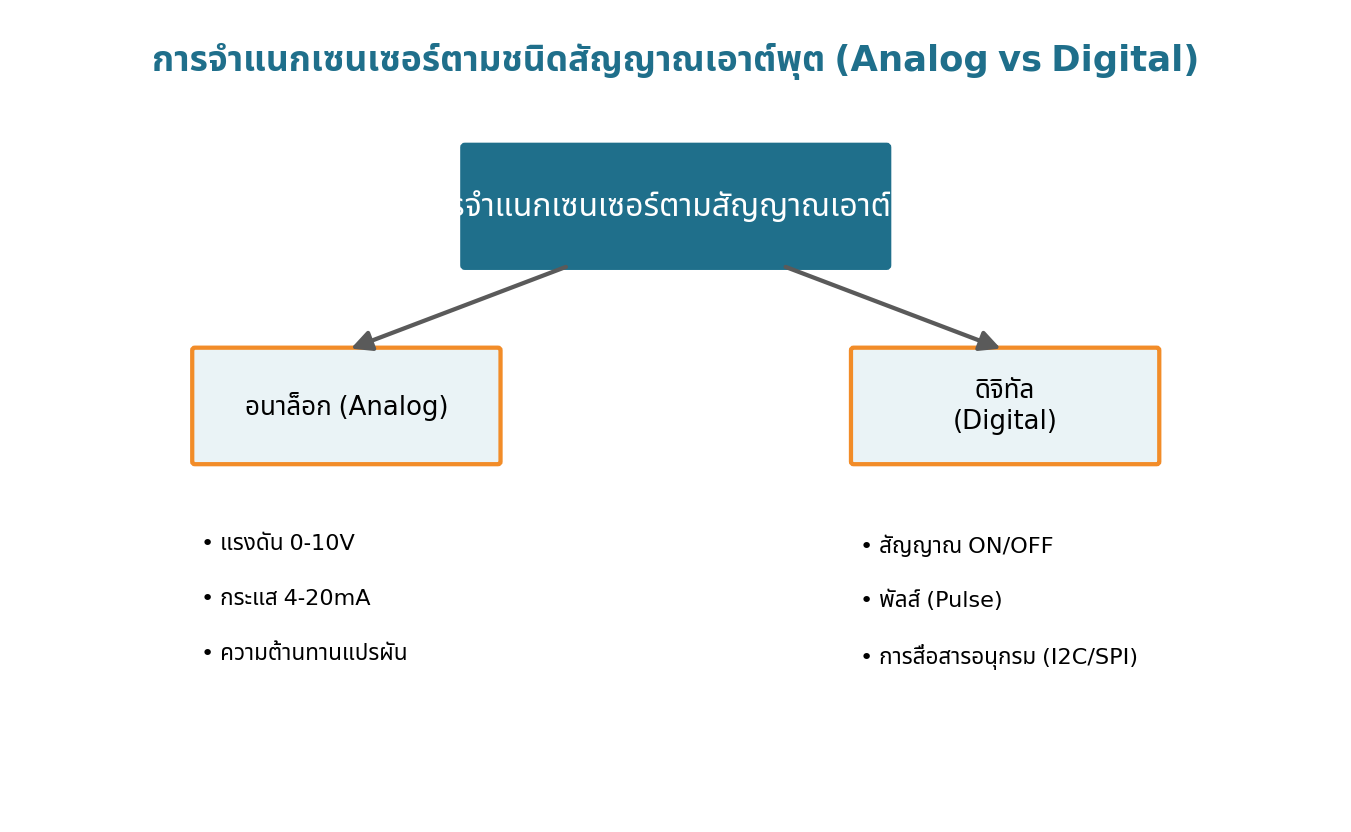 การจำแนกเซนเซอร์ตามชนิดสัญญาณเอาต์พุต (Analog vs Digital)
รจำแนกเซนเซอร์ตามสัญญาณเอาต์
อนาล็อก (Analog)
ดิจิทัล
(Digital)
• แรงดัน 0-10V
• กระแส 4-20mA
• ความต้านทานแปรผัน
• สัญญาณ ON/OFF
• พัลส์ (Pulse)
• การสื่อสารอนุกรม (I2C/SPI)